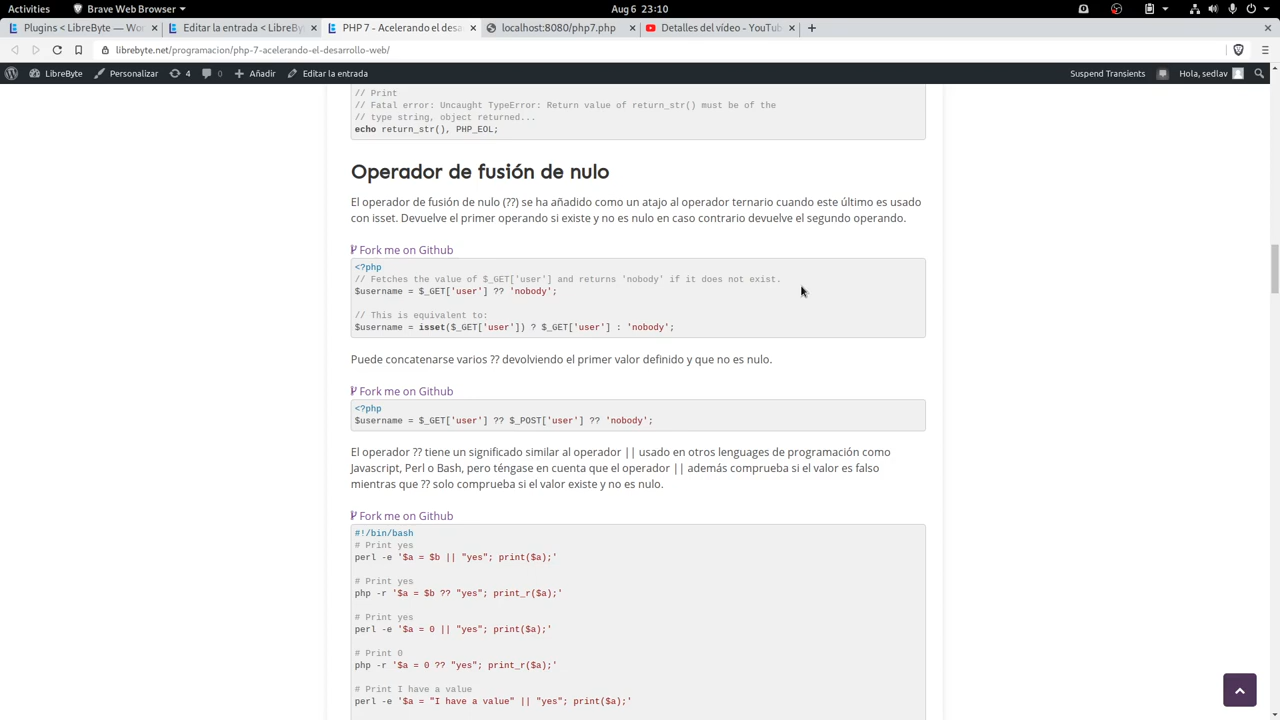 Activities
Brave Web Browser
Aug 6 23:10
Plugins < LibreByte — Wo
Editar la entrada < LibreBy
PHP 7 - Acelerando el desa
localhost:8080/php7.php
Detalles del vídeo - YouTu
librebyte.net/programacion/php-7-acelerando-el-desarrollo-web/
LibreByte
Personalizar
4
0
Añadir
Editar la entrada
Suspend Transients
Hola, sedlav
// Print
// Fatal error: Uncaught TypeError: Return value of return_str() must be of the
// type string, object returned...
echo return_str(), PHP_EOL;
Operador de fusión de nulo
El operador de fusión de nulo (??) se ha añadido como un atajo al operador ternario cuando este último es usado
con isset. Devuelve el primer operando si existe y no es nulo en caso contrario devuelve el segundo operando.
Fork me on Github
<?php
// Fetches the value of $_GET['user'] and returns 'nobody' if it does not exist.
$username = $_GET['user'] ?? 'nobody';
// This is equivalent to:
$username = isset($_GET['user']) ? $_GET['user'] : 'nobody';
Puede concatenarse varios ?? devolviendo el primer valor definido y que no es nulo.
Fork me on Github
<?php
$username = $_GET['user'] ?? $_POST['user'] ?? 'nobody';
El operador ?? tiene un significado similar al operador || usado en otros lenguages de programación como
Javascript, Perl o Bash, pero téngase en cuenta que el operador || además comprueba si el valor es falso
mientras que ?? solo comprueba si el valor existe y no es nulo.
Fork me on Github
#!/bin/bash
# Print yes
perl -e '$a = $b || "yes"; print($a);'
# Print yes
php -r '$a = $b ?? "yes"; print_r($a);'
# Print yes
perl -e '$a = 0 || "yes"; print($a);'
# Print 0
php -r '$a = 0 ?? "yes"; print_r($a);'
# Print I have a value
perl -e '$a = "I have a value" || "yes"; print($a);'